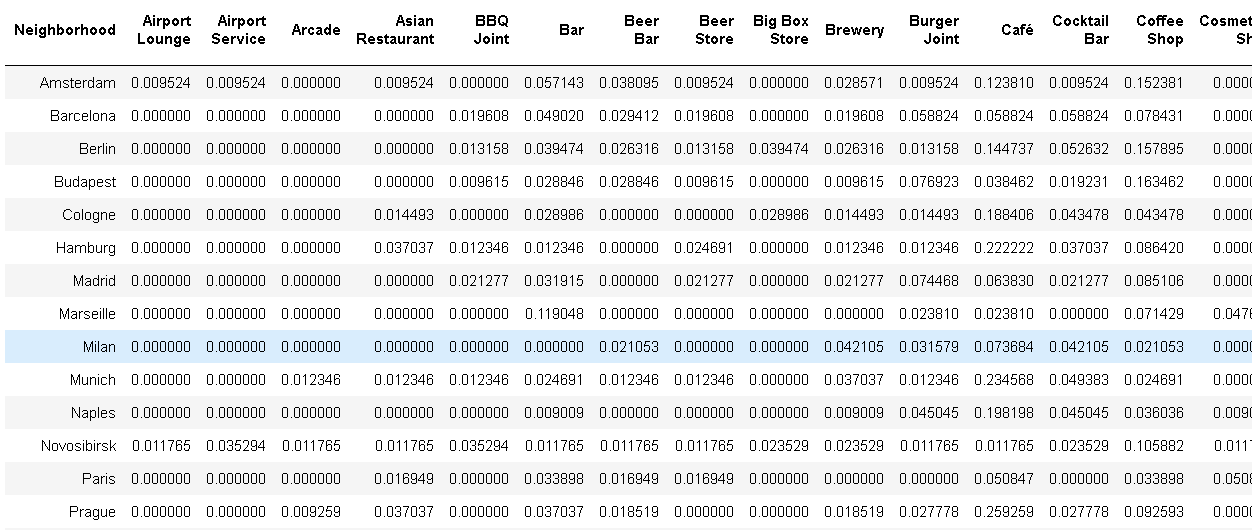 Neighborhood Airport Lounge Airport Service Arcade Asian Restaurant BBQ Joint Bar Beer Bar Beer Store Big Box Store Brewery Burger Joint Café Cocktail Bar Coffee Shop Cosmet Sh
Amsterdam 0.009524 0.009524 0.000000 0.009524 0.000000 0.057143 0.038095 0.009524 0.000000 0.028571 0.009524 0.123810 0.009524 0.152381 0.000
Barcelona 0.000000 0.000000 0.000000 0.000000 0.019608 0.049020 0.029412 0.019608 0.000000 0.019608 0.058824 0.058824 0.058824 0.078431 0.000
Berlin 0.000000 0.000000 0.000000 0.000000 0.013158 0.039474 0.026316 0.013158 0.039474 0.026316 0.013158 0.144737 0.052632 0.157895 0.000
Budapest 0.000000 0.000000 0.000000 0.000000 0.009615 0.028846 0.028846 0.009615 0.000000 0.009615 0.076923 0.038462 0.019231 0.163462 0.000
Cologne 0.000000 0.000000 0.000000 0.014493 0.000000 0.028986 0.000000 0.000000 0.028986 0.014493 0.014493 0.188406 0.043478 0.043478 0.000
Hamburg 0.000000 0.000000 0.000000 0.037037 0.012346 0.012346 0.000000 0.024691 0.000000 0.012346 0.012346 0.222222 0.037037 0.086420 0.000
Madrid 0.000000 0.000000 0.000000 0.000000 0.021277 0.031915 0.000000 0.021277 0.000000 0.021277 0.074468 0.063830 0.021277 0.085106 0.000
Marseille 0.000000 0.000000 0.000000 0.000000 0.000000 0.119048 0.000000 0.000000 0.000000 0.000000 0.023810 0.023810 0.000000 0.071429 0.047
Milan 0.000000 0.000000 0.000000 0.000000 0.000000 0.000000 0.021053 0.000000 0.000000 0.042105 0.031579 0.073684 0.042105 0.021053 0.000
Munich 0.000000 0.000000 0.012346 0.012346 0.012346 0.024691 0.012346 0.012346 0.000000 0.037037 0.012346 0.234568 0.049383 0.024691 0.000
Naples 0.000000 0.000000 0.000000 0.000000 0.000000 0.009009 0.000000 0.000000 0.000000 0.009009 0.045045 0.198198 0.045045 0.036036 0.009
Novosibirsk 0.011765 0.035294 0.011765 0.011765 0.035294 0.011765 0.011765 0.011765 0.023529 0.023529 0.011765 0.011765 0.023529 0.105882 0.011
Paris 0.000000 0.000000 0.000000 0.016949 0.000000 0.033898 0.016949 0.016949 0.000000 0.000000 0.000000 0.050847 0.000000 0.033898 0.050
Prague 0.000000 0.000000 0.009259 0.037037 0.000000 0.037037 0.018519 0.000000 0.000000 0.018519 0.027778 0.259259 0.027778 0.092593 0.000